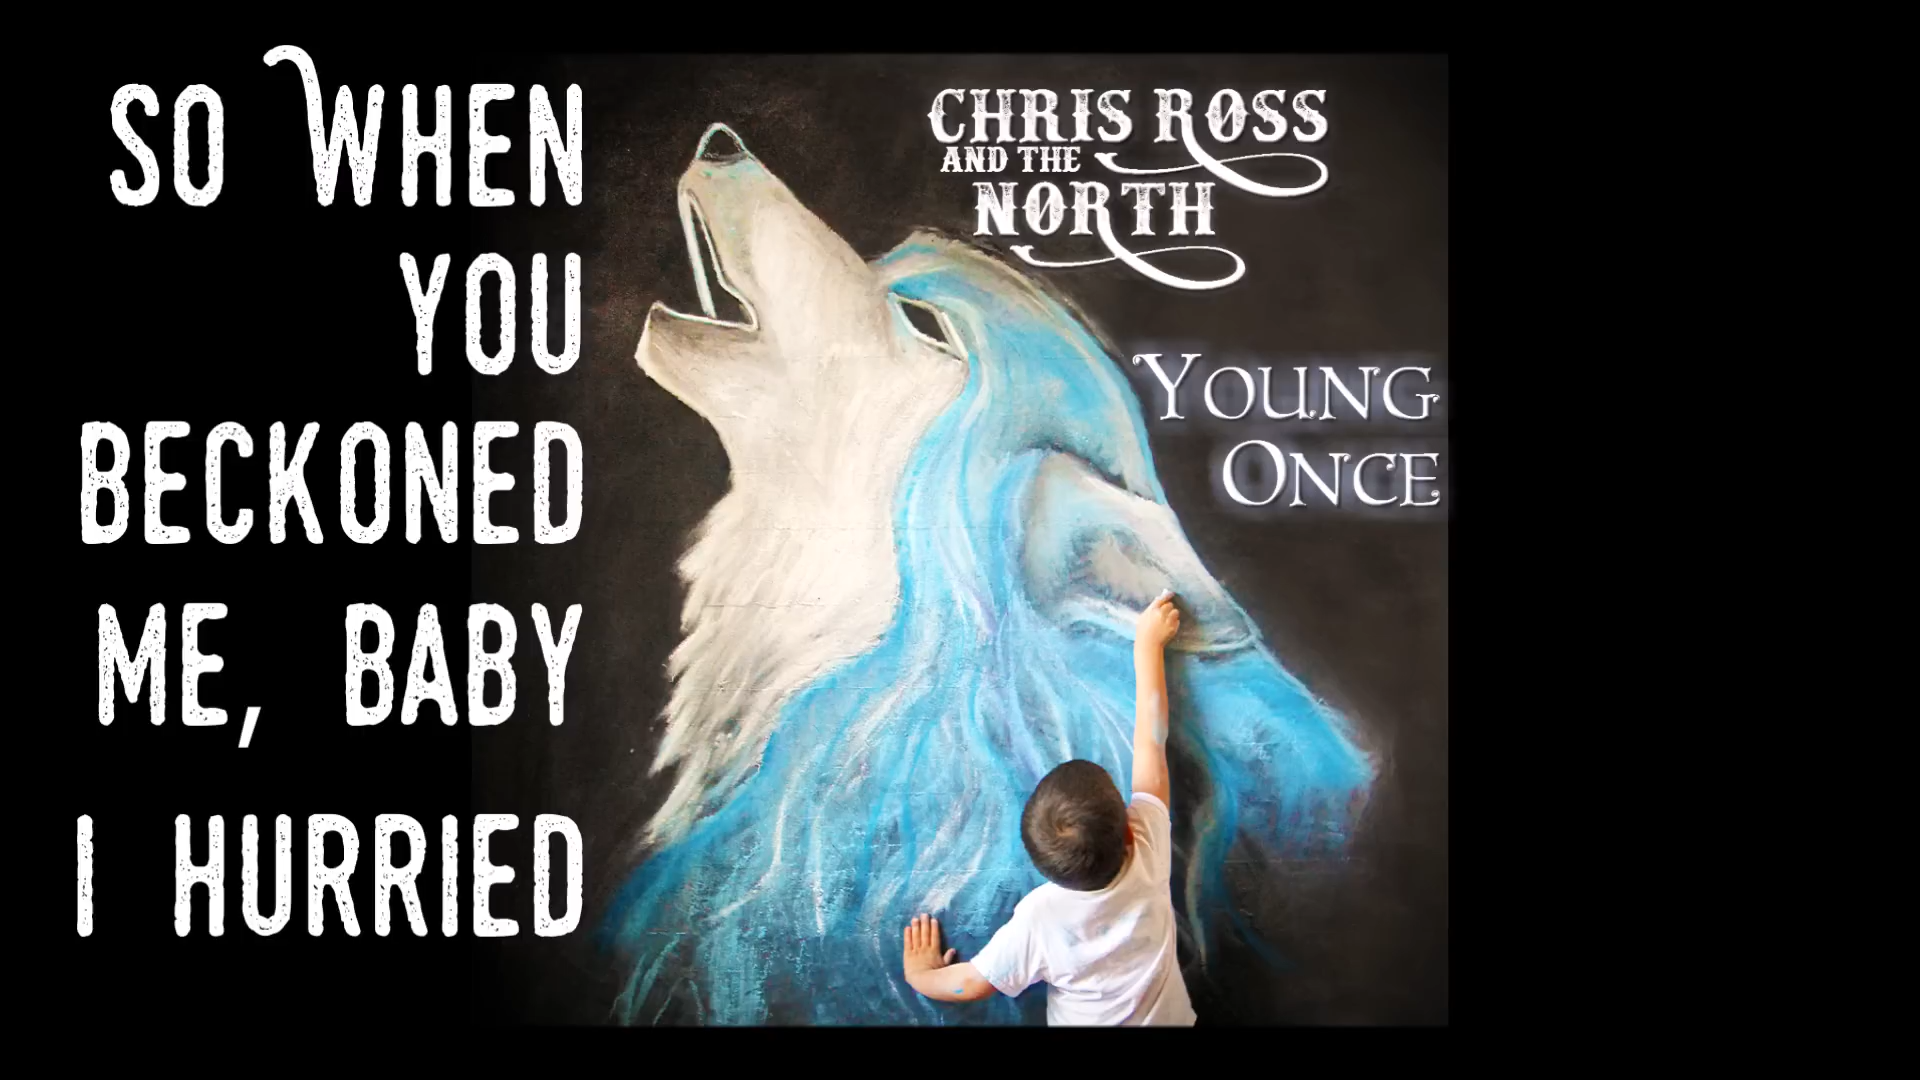 SO WHEN
YOU
BECKONED
ME, BABY
I HURRIED
CHRIS ROSS
AND THE
NORTH
YOUNG
ONCE